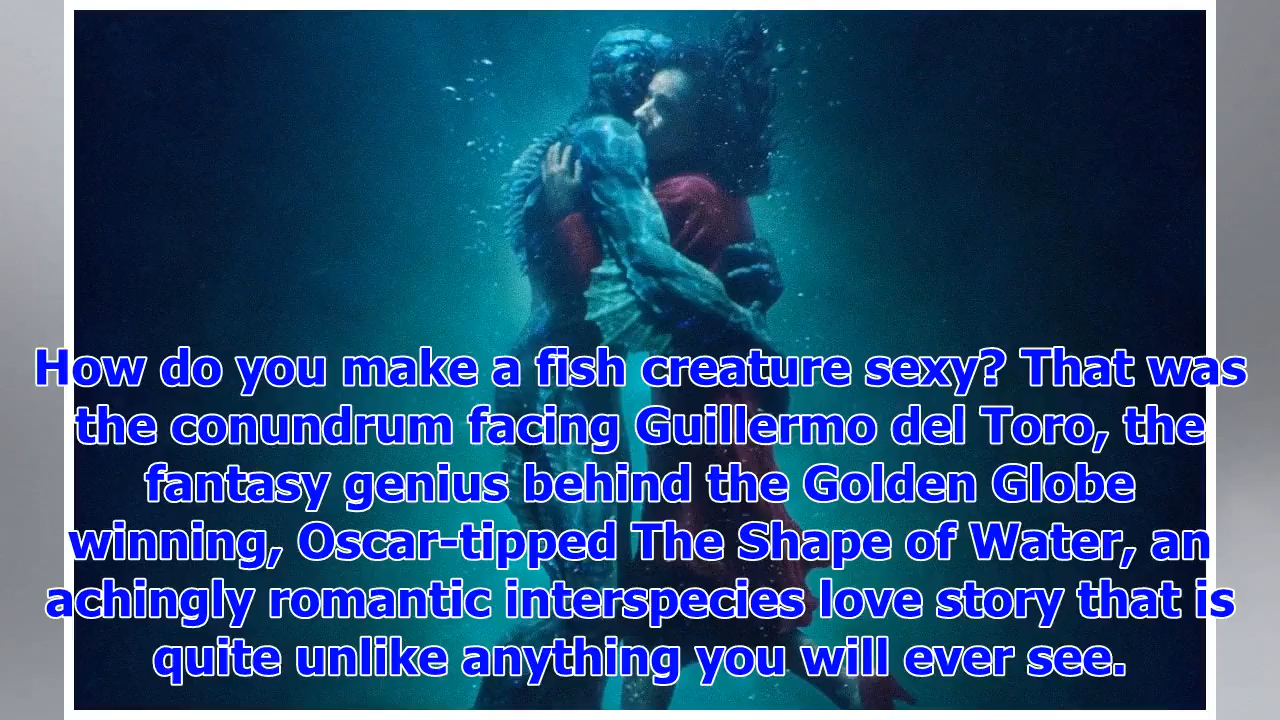 How do you make a fish creature sexy? That was
the conundrum facing Guillermo del Toro, the
fantasy genius behind the Golden Globe
winning, Oscar-tipped The Shape of Water, an
achingly romantic interspecies love story that is
quite unlike anything you will ever see.